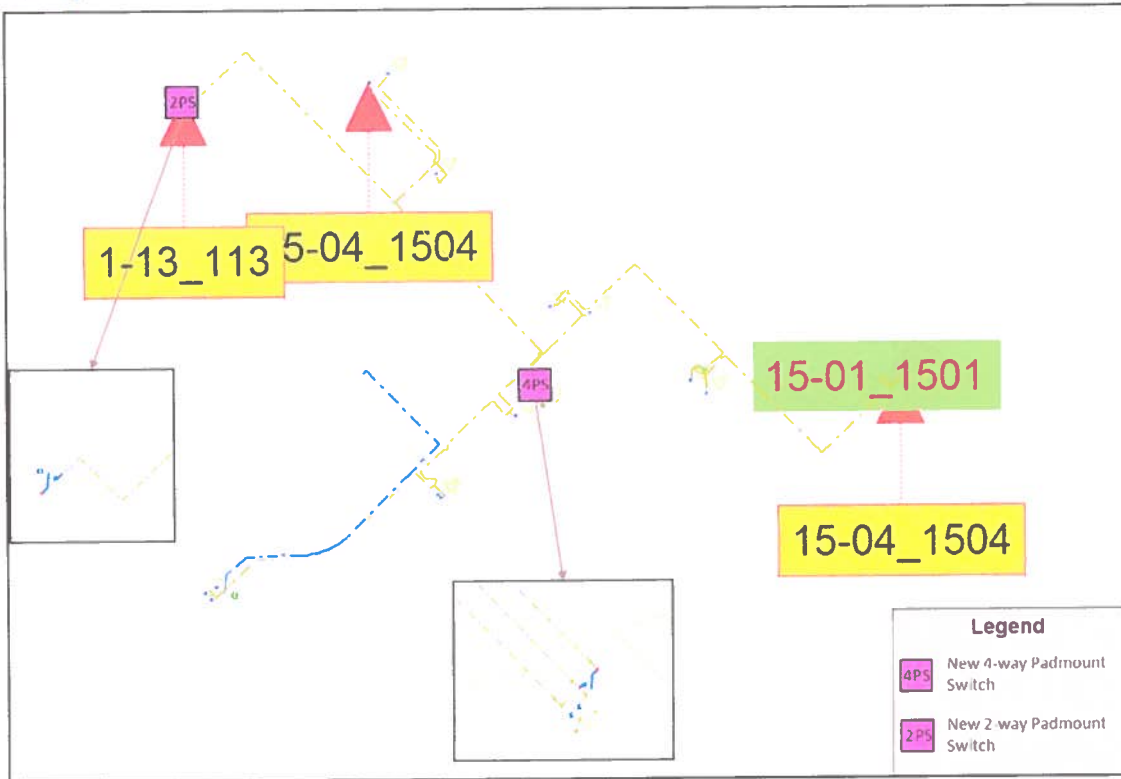 2PS
1-13_113
5-04_1504
4PS
15-01_1501
15-04_1504
Legend
4PS New 4-way Padmount
Switch
2PS New 2-way Padmount
Switch